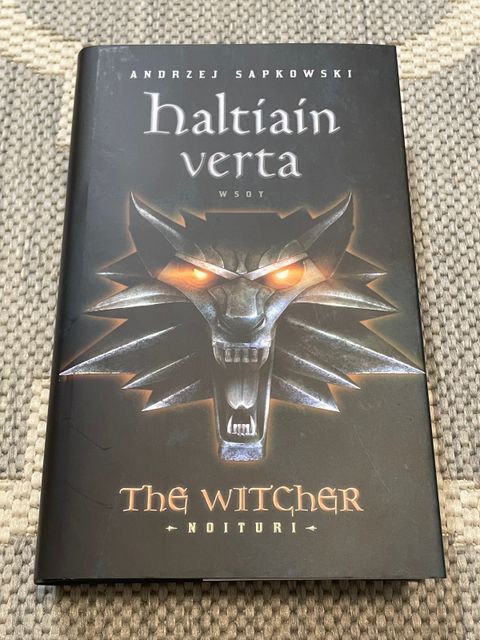 ANDRZEJ SAPKOWSKI
haltiain
verta
WSOY
THE WITCHER
NOITURI